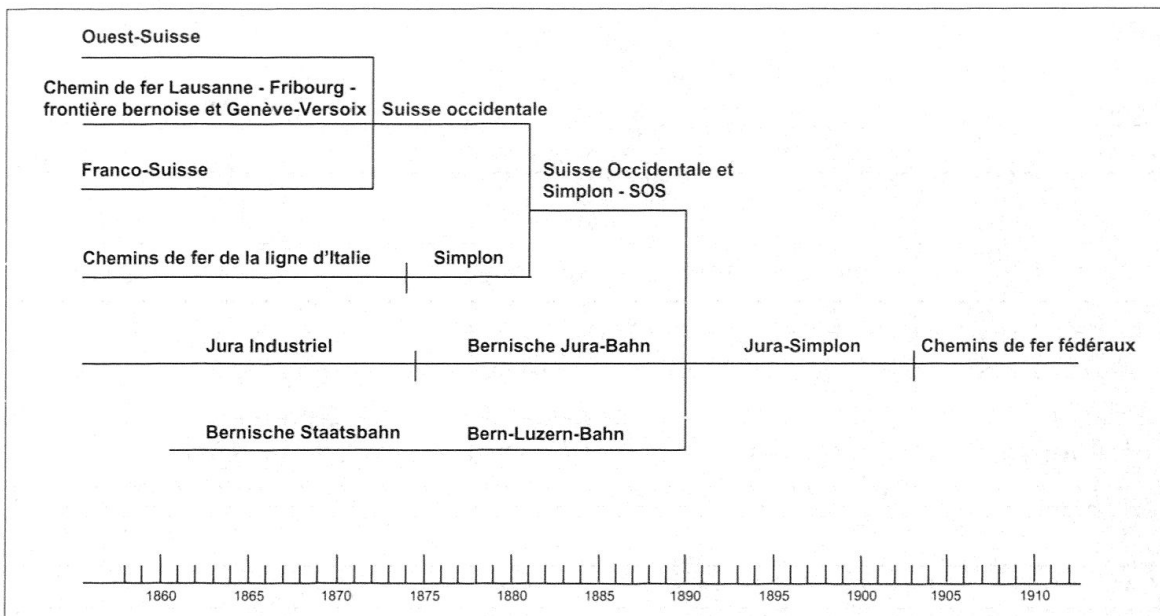 Ouest-Suisse
Chemin de fer Lausanne - Fribourg -
frontière bernoise et Genève-Versoix
Suisse occidentale
Franco-Suisse
Suisse Occidentale et
Simplon - SOS
Chemins de fer de la ligne d'Italie
Simplon
Jura Industriel
Bernische Jura-Bahn
Jura-Simplon
Chemins de fer fédéraux
Bernische Staatsbahn
Bern-Luzern-Bahn
1860 1865 1870 1875 1880 1885 1890 1895 1900 1905 1910